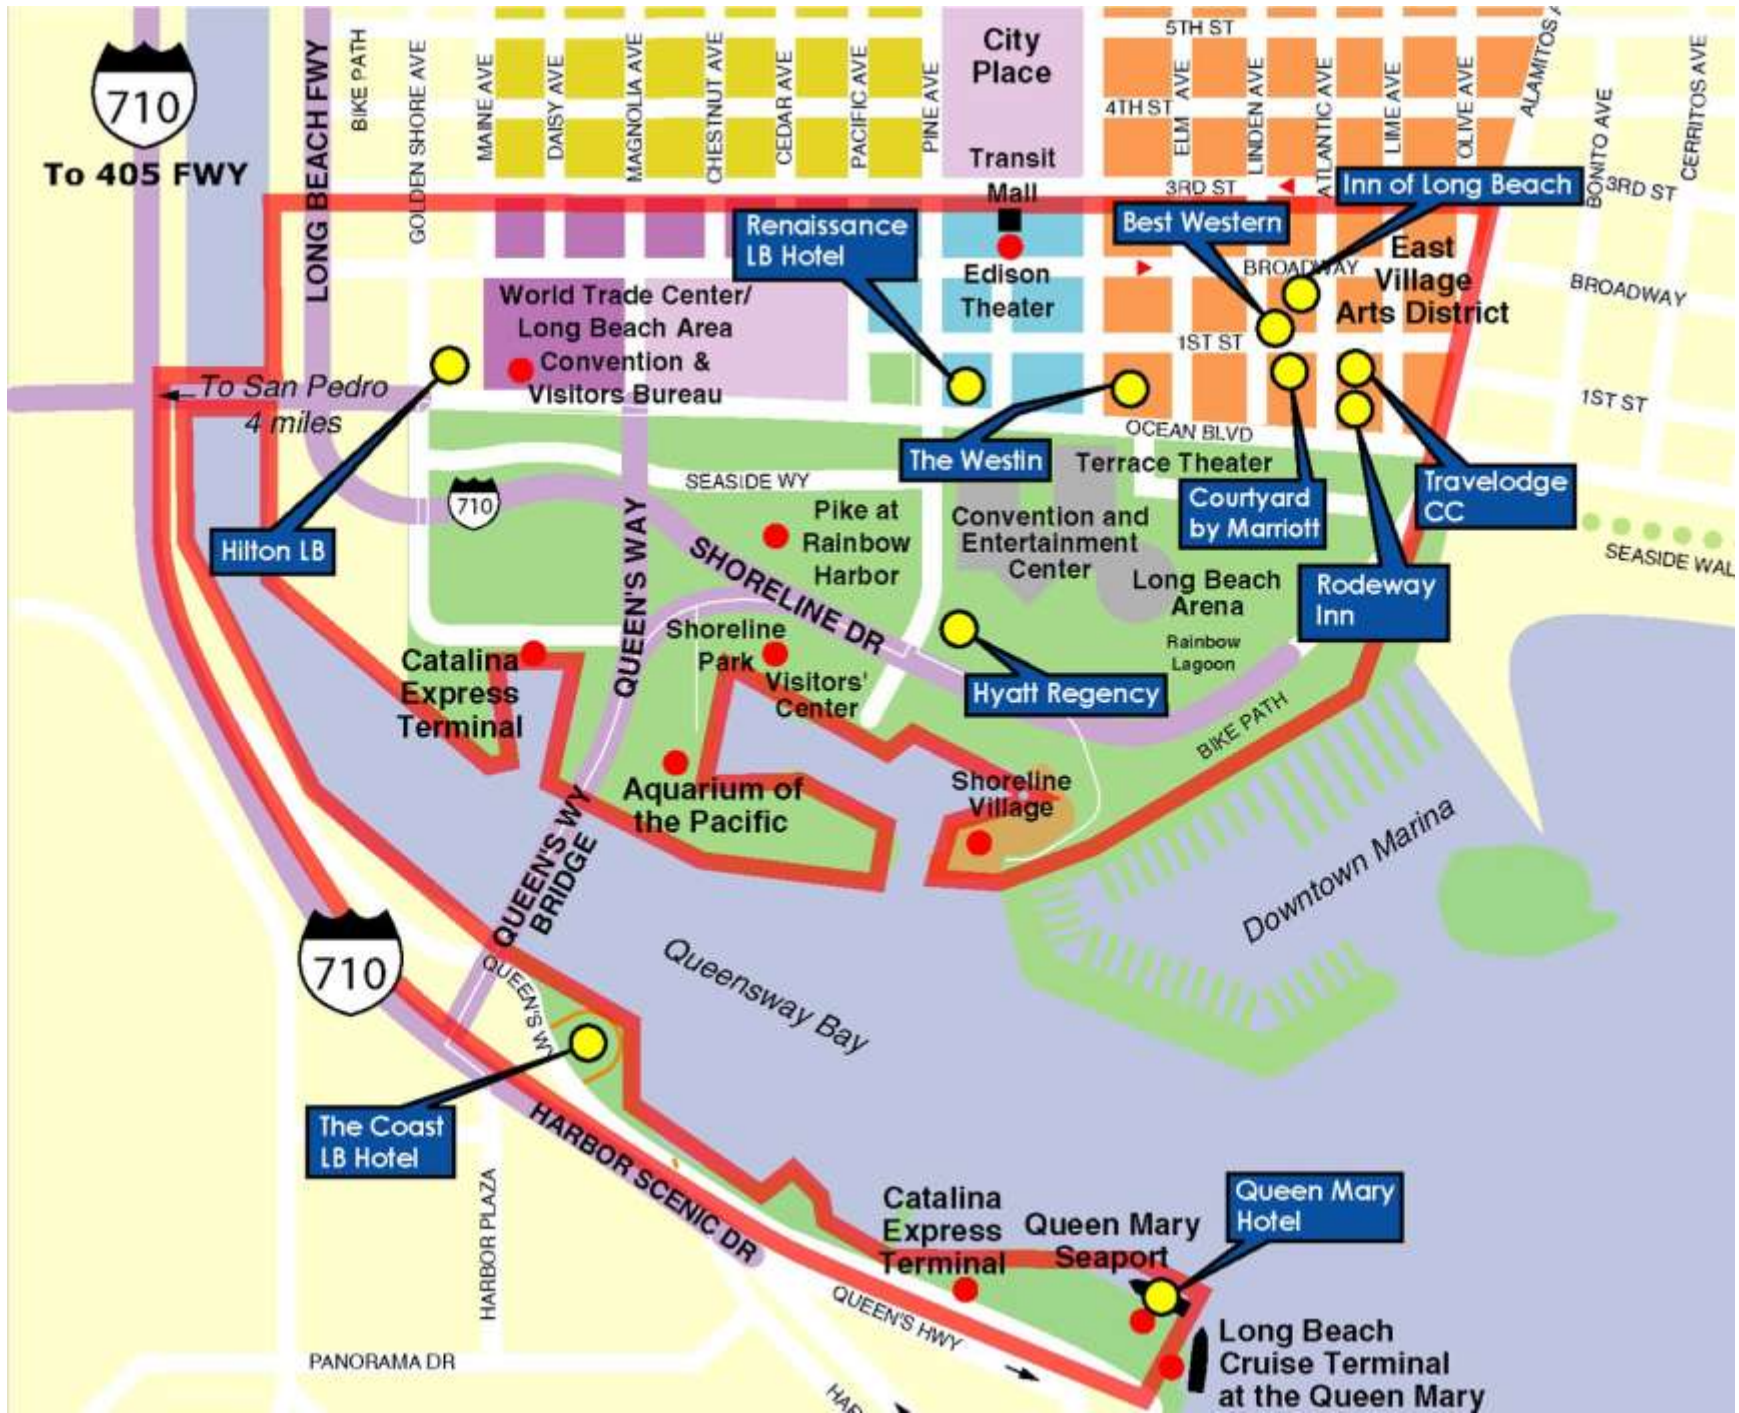 710
To 405 FWY
LONG BEACH FWY
BIKE PATH
GOLDEN SHORE AVE
MAINE AVE
DAISY AVE
MAGNOLIA AVE
CHESTNUT AVE
CEDAR AVE
PACIFIC AVE
PINE AVE
City
Place
Transit
Mall
5TH ST
4TH ST
ELM AVE
LINDEN AVE
ATLANTIC AVE
LIME AVE
OLIVE AVE
ALAMITOS
BONITO AVE
CERRITOS AVE
3RD ST
3RD ST
Inn of Long Beach
Best Western
Renaissance
LB Hotel
Edison
Theater
BROADWAY
East
Village
Arts District
BROADWAY
World Trade Center/
Long Beach Area
Convention &
Visitors Bureau
1ST ST
1ST ST
To San Pedro
4 miles
OCEAN BLVD
The Westin
Terrace Theater
SEASIDE WY
710
Hilton LB
Pike at
Rainbow
Harbor
Convention and
Entertainment
Center
Courtyard
by Marriott
Travelodge
CC
SEASIDE WAL
QUEEN'S WAY
SHORELINE DR
Long Beach
Arena
Rodeway
Inn
Rainbow
Lagoon
Shoreline
Park
Visitors'
Center
Catalina
Express
Terminal
Hyatt Regency
BIKE PATH
Aquarium of
the Pacific
Shoreline
Village
QUEEN'S WY
BRIDGE
Downtown Marina
710
QUEEN'S WY
Queensway Bay
The Coast
LB Hotel
HARBOR SCENIC DR
HARBOR PLAZA
Catalina
Express
Terminal
Queen Mary
Seaport
Queen Mary
Hotel
QUEEN'S HWY
PANORAMA DR
Long Beach
Cruise Terminal
at the Queen Mary